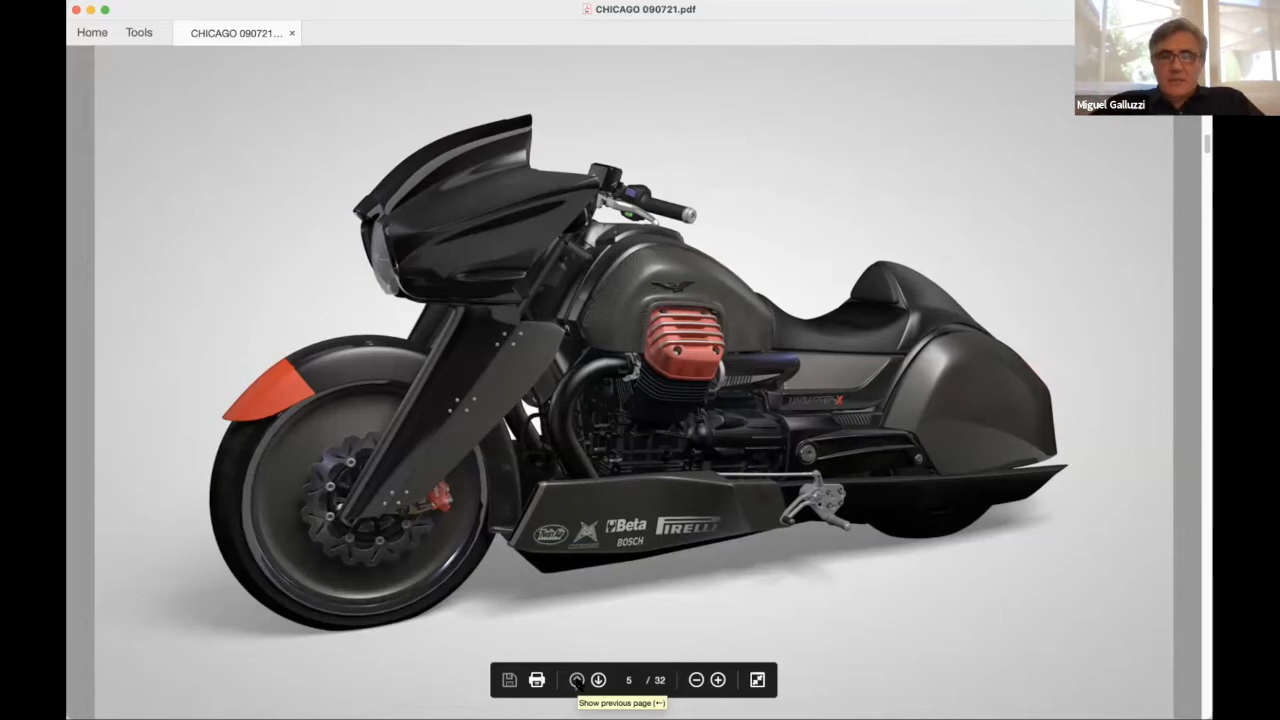 CHICAGO 090721.pdf
Home
Tools
CHICAGO 090721...
Miguel Galluzzi
Beta
PIRELLI
BOSCH
5 / 32
Show previous page (←)